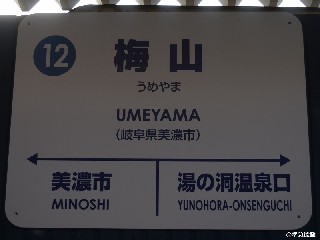 12 梅山
うめやま
UMEYAMA
(岐阜県美濃市)
美濃市 湯の洞温泉口
MINOSHI YUNOHORA-ONSENGUCHI